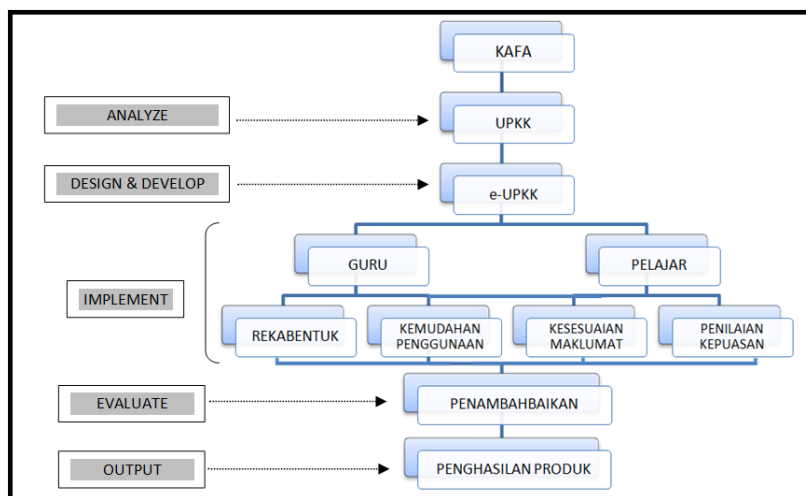 KAFA
ANALYZE
UPKK
DESIGN & DEVELOP
e-UPKK
GURU
PELAJAR
IMPLEMENT
REKABENTUK
KEMUDAHAN
PENGGUNAAN
KESESUAIAN
MAKLUMAT
PENILAIAN
KEPUASAN
EVALUATE
PENAMBAHBAIKAN
OUTPUT
PENGHASILAN PRODUK